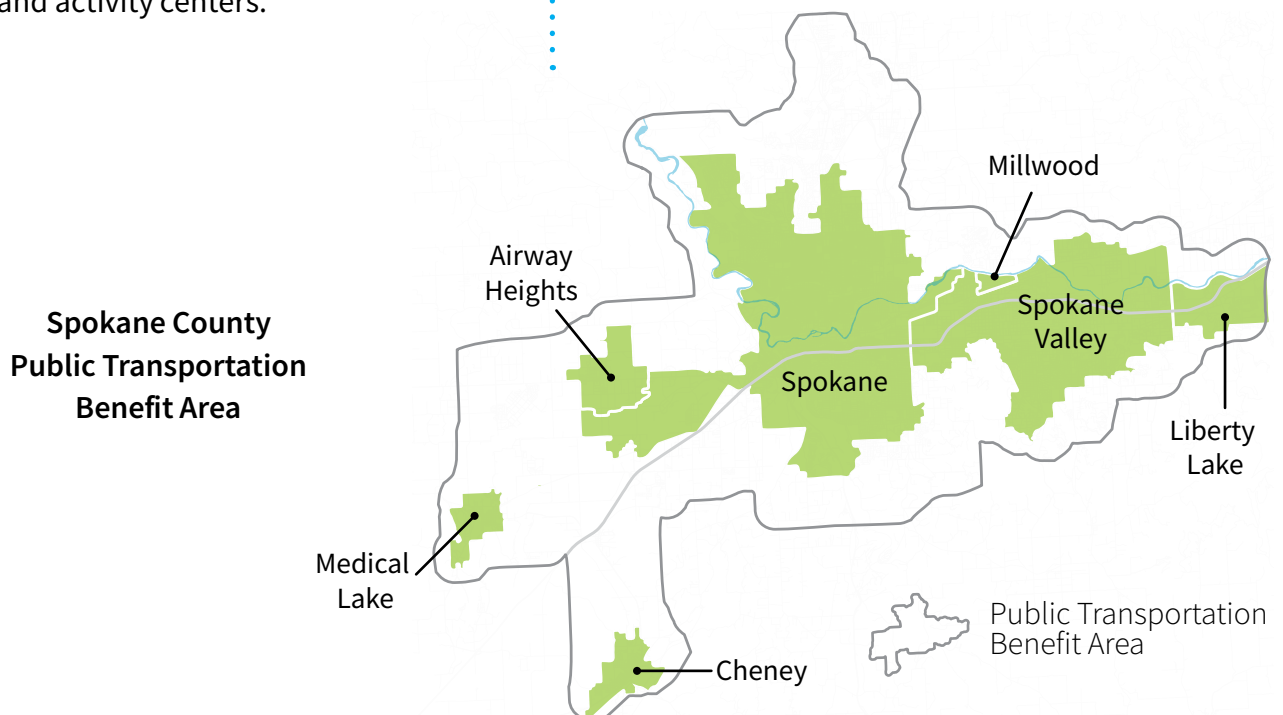 and activity centers.
Millwood
Airway
Heights
Spokane County
Public Transportation
Benefit Area
Spokane
Valley
Spokane
Liberty
Lake
Medical
Lake
Public Transportation
Benefit Area
Cheney